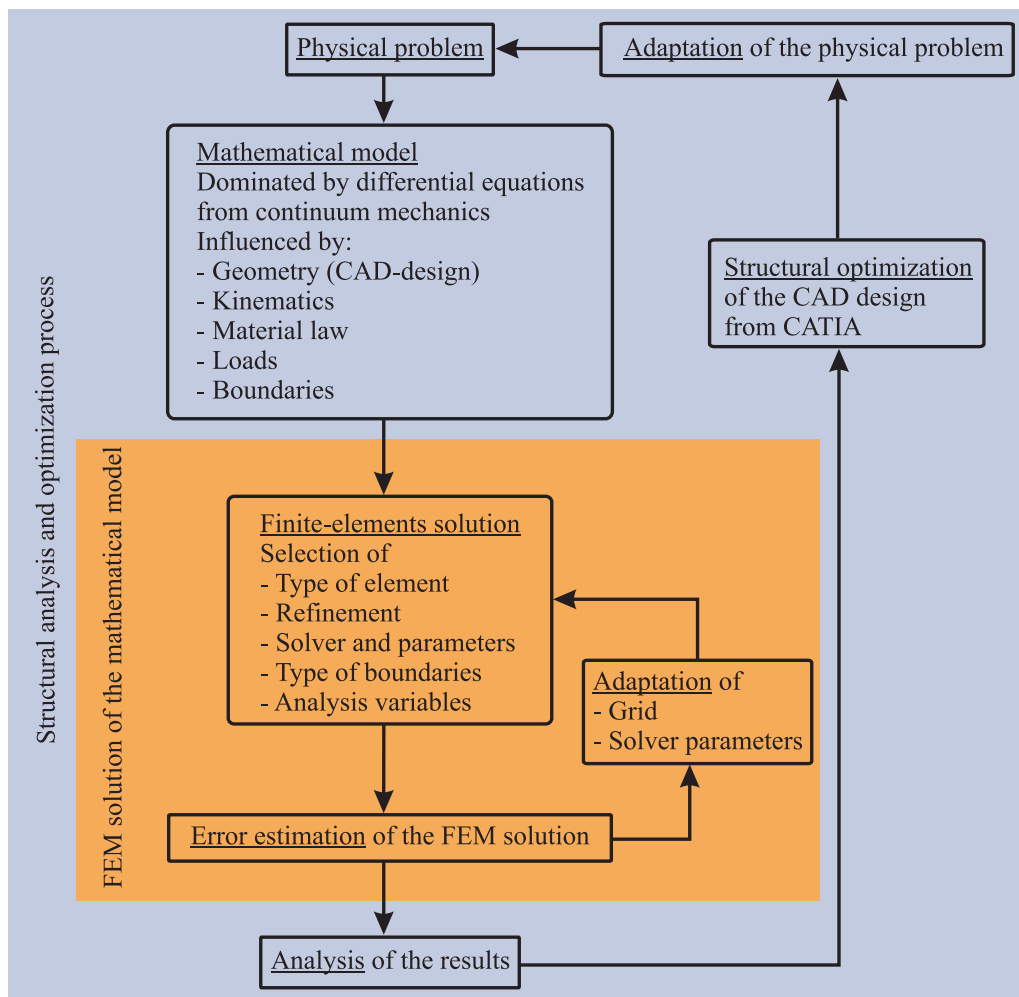 Physical problem
Adaptation of the physical problem
Mathematical model
Dominated by differential equations
from continuum mechanics
Influenced by:
- Geometry (CAD-design)
- Kinematics
- Material law
- Loads
- Boundaries
Structural optimization
of the CAD design
from CATIA
Structural analysis and optimization process
FEM solution of the mathematical model
Finite-elements solution
Selection of
- Type of element
- Refinement
- Solver and parameters
- Type of boundaries
- Analysis variables
Adaptation of
- Grid
- Solver parameters
Error estimation of the FEM solution
Analysis of the results